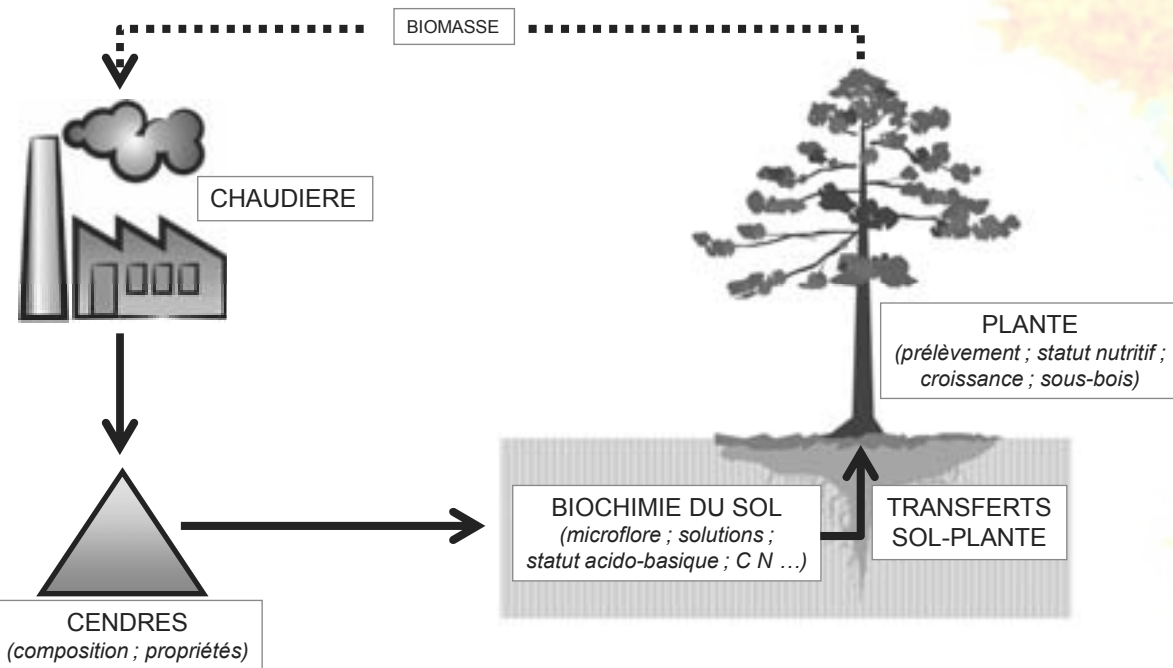 BIOMASSE
CHAUDIERE
PLANTE
(prélèvement ; statut nutritif ;
croissance ; sous-bois)
BIOCHIMIE DU SOL
(microflore ; solutions ;
statut acido-basique ; C N ...)
TRANSFERTS
SOL-PLANTE
CENDRES
(composition ; propriétés)